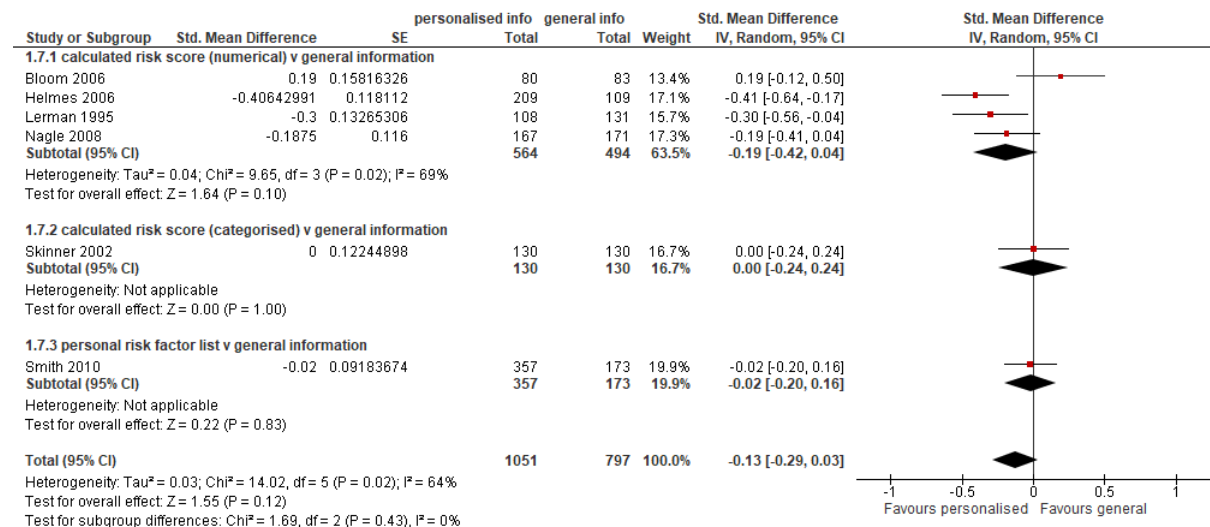 personalised info general info Std. Mean Difference Std. Mean Difference
Study or Subgroup Std. Mean Difference SE Total Total Weight IV, Random, 95% CI IV, Random, 95% CI
1.7.1 calculated risk score (numerical) v general information
Bloom 2006 0.19 0.15816326 80 83 13.4% 0.19 [-0.12, 0.50]
Helmes 2006 -0.40642991 0.118112 209 109 17.1% -0.41 [-0.64, -0.17]
Lerman 1995 -0.3 0.13265306 108 131 15.7% -0.30 [-0.56, -0.04]
Nagle 2008 -0.1875 0.116 167 171 17.3% -0.19 [-0.41, 0.04]
Subtotal (95% CI) 564 494 63.5% -0.19 [-0.42, 0.04]
Heterogeneity: Tau² = 0.04; Chi² = 9.65, df = 3 (P = 0.02); I² = 69%
Test for overall effect: Z = 1.64 (P = 0.10)
1.7.2 calculated risk score (categorised) v general information
Skinner 2002 0 0.12244898 130 130 16.7% 0.00 [-0.24, 0.24]
Subtotal (95% CI) 130 130 16.7% 0.00 [-0.24, 0.24]
Heterogeneity: Not applicable
Test for overall effect: Z = 0.00 (P = 1.00)
1.7.3 personal risk factor list v general information
Smith 2010 -0.02 0.09183674 357 173 19.9% -0.02 [-0.20, 0.16]
Subtotal (95% CI) 357 173 19.9% -0.02 [-0.20, 0.16]
Heterogeneity: Not applicable
Test for overall effect: Z = 0.22 (P = 0.83)
Total (95% CI) 1051 797 100.0% -0.13 [-0.29, 0.03]
Heterogeneity: Tau² = 0.03; Chi² = 14.02, df = 5 (P = 0.02); I² = 64%
Test for overall effect: Z = 1.55 (P = 0.12)
Test for subgroup differences: Chi² = 1.69, df = 2 (P = 0.43), I² = 0%
-1 -0.5 0 0.5 1
Favours personalised Favours general